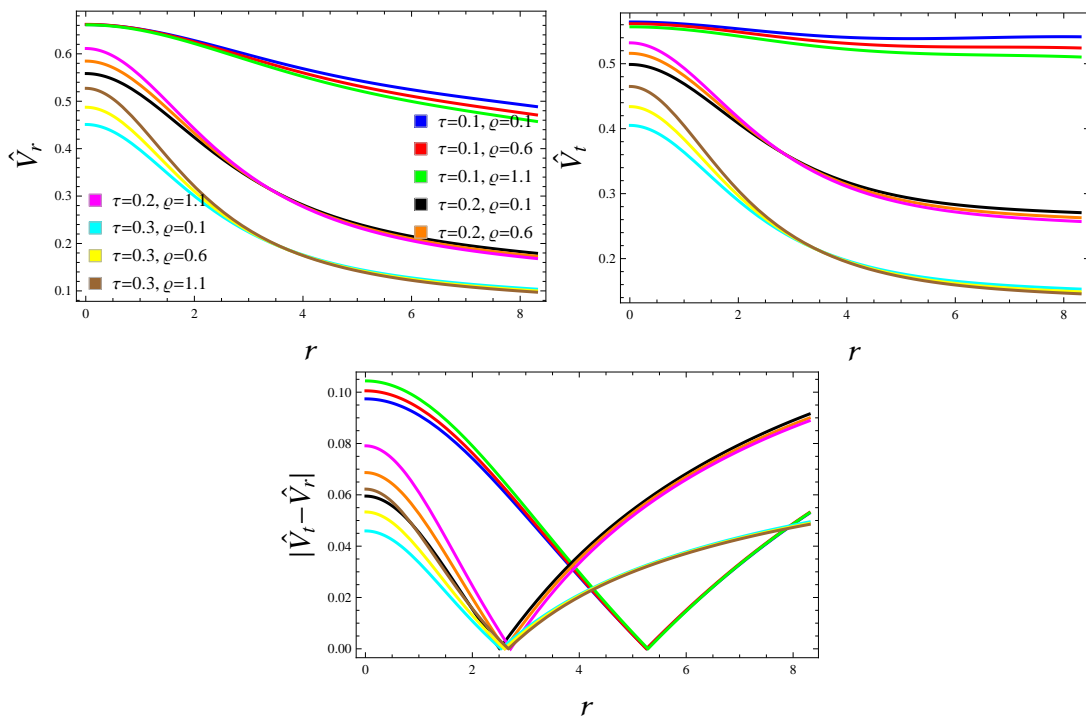 0.6
0.5
0.4
0.3
0.2
0.1
V̂_r
τ=0.1, ϱ=0.1
τ=0.1, ϱ=0.6
τ=0.1, ϱ=1.1
τ=0.2, ϱ=0.1
τ=0.2, ϱ=0.6
τ=0.2, ϱ=1.1
τ=0.3, ϱ=0.1
τ=0.3, ϱ=0.6
τ=0.3, ϱ=1.1
0 2 4 6 8
r
0.5
0.4
0.3
0.2
V̂_t
0 2 4 6 8
r
0.10
0.08
0.06
0.04
0.02
0.00
|V̂_t−V̂_r|
0 2 4 6 8
r